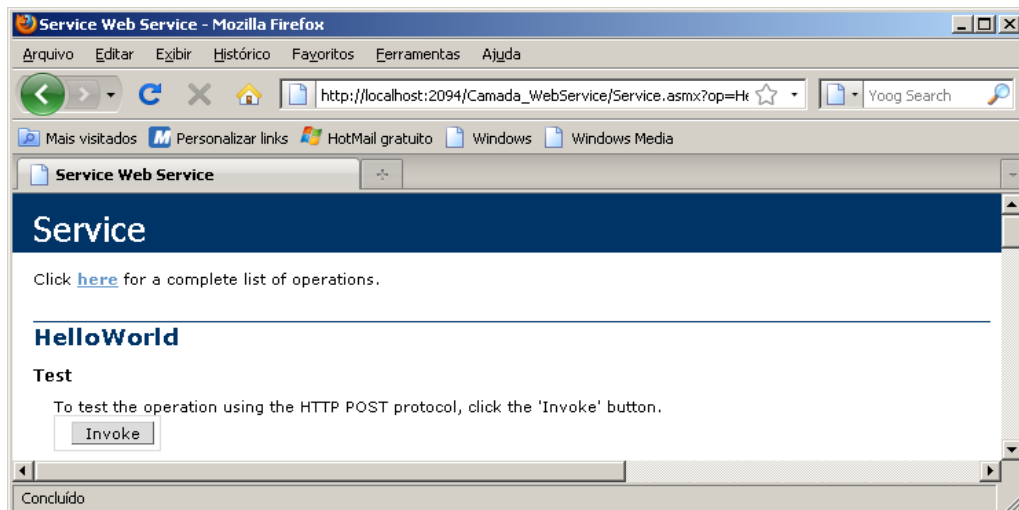 Service Web Service - Mozilla Firefox
Arquivo Editar Exibir Histórico Favoritos Ferramentas Ajuda
http://localhost:2094/Camada_WebService/Service.asmx?op=He Yoog Search
Mais visitados Personalizar links HotMail gratuito Windows Windows Media
Service Web Service
Service
Click here for a complete list of operations.
HelloWorld
Test
To test the operation using the HTTP POST protocol, click the 'Invoke' button.
Invoke
Concluído